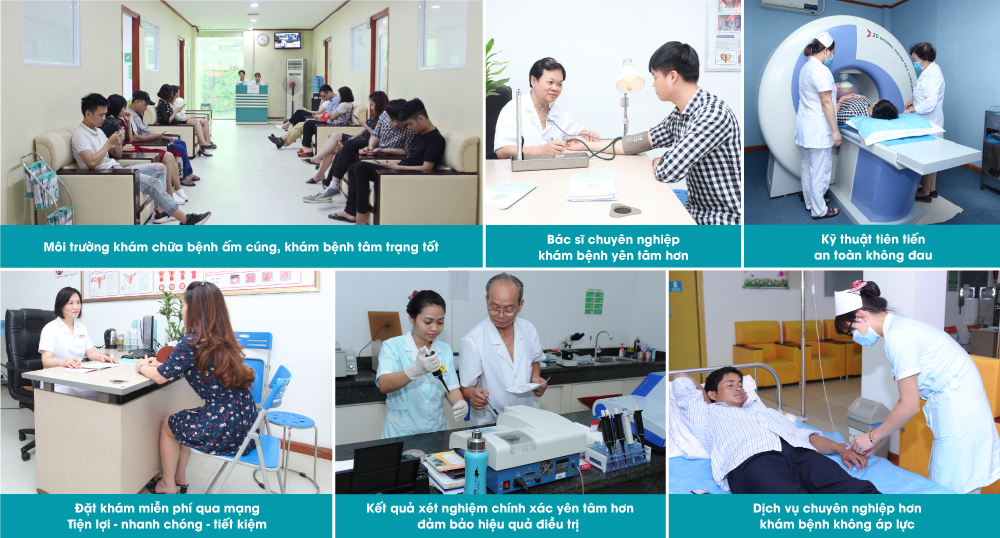 Môi trường khám chữa bệnh ấm cúng, khám bệnh tâm trạng tốt
Bác sĩ chuyên nghiệp
khám bệnh yên tâm hơn
Kỹ thuật tiên tiến
an toàn không đau
Đặt khám miễn phí qua mạng
Tiện lợi - nhanh chóng - tiết kiệm
Kết quả xét nghiệm chính xác yên tâm hơn
đảm bảo hiệu quả điều trị
Dịch vụ chuyên nghiệp hơn
khám bệnh không áp lực